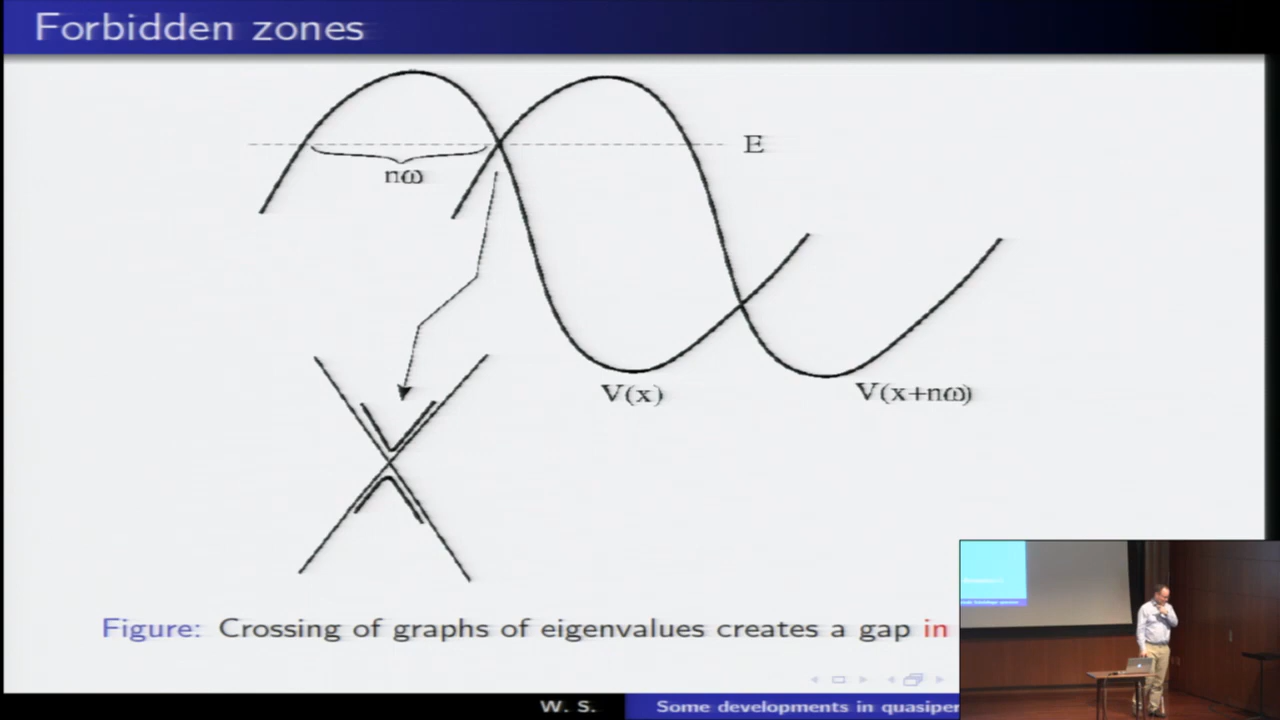 Forbidden zones
E
nω
V(x)
V(x+nω)
Figure: Crossing of graphs of eigenvalues creates a gap in
W. S.
Some developments in quasiper